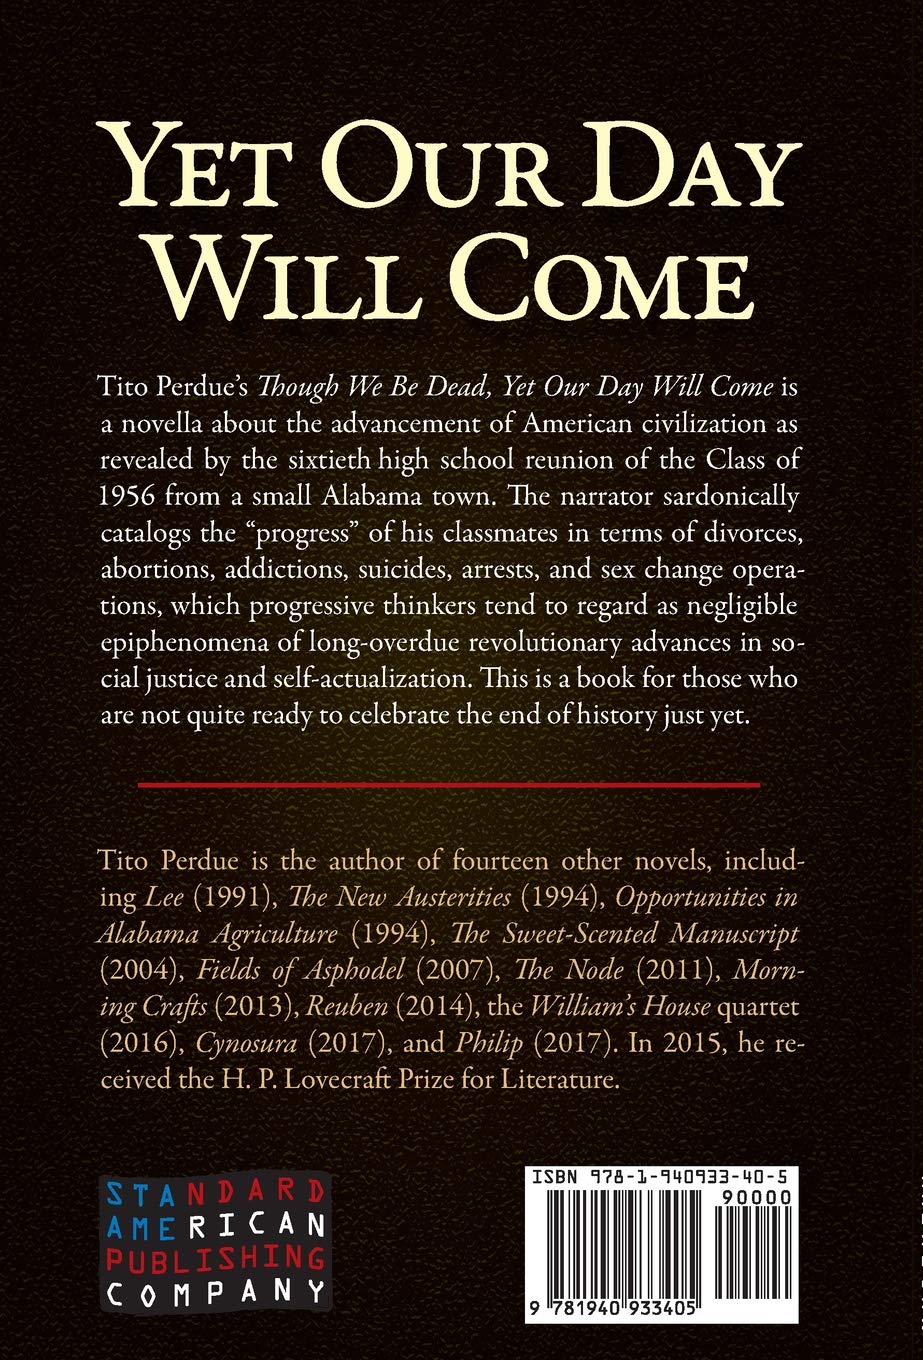 YET OUR DAY
WILL COME
Tito Perdue’s Though We Be Dead, Yet Our Day Will Come is
a novella about the advancement of American civilization as
revealed by the sixtieth high school reunion of the Class of
1956 from a small Alabama town. The narrator sardonically
catalogs the “progress” of his classmates in terms of divorces,
abortions, addictions, suicides, arrests, and sex change opera-
tions, which progressive thinkers tend to regard as negligible
epiphenomena of long-overdue revolutionary advances in so-
cial justice and self-actualization. This is a book for those who
are not quite ready to celebrate the end of history just yet.
Tito Perdue is the author of fourteen other novels, includ-
ing Lee (1991), The New Austerities (1994), Opportunities in
Alabama Agriculture (1994), The Sweet-Scented Manuscript
(2004), Fields of Asphodel (2007), The Node (2011), Morn-
ing Crafts (2013), Reuben (2014), the William’s House quartet
(2016), Cynosura (2017), and Philip (2017). In 2015, he re-
ceived the H. P. Lovecraft Prize for Literature.
STANDARD
AMERICAN
PUBLISHING
COMPANY
ISBN 978-1-940933-40-5
90000
9 781940 933405